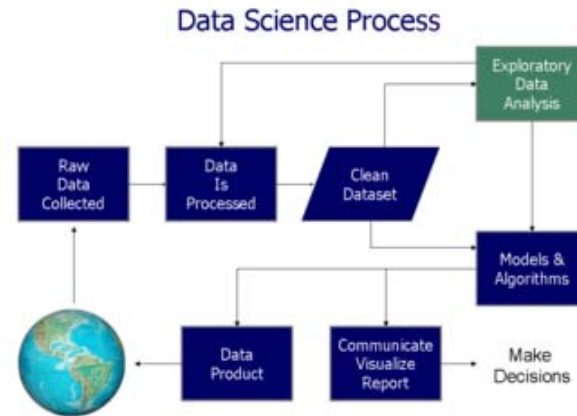 Data Science Process
Exploratory
Data
Analysis
Raw
Data
Collected
Data
Is
Processed
Clean
Dataset
Models &
Algorithms
Data
Product
Communicate
Visualize
Report
Make
Decisions